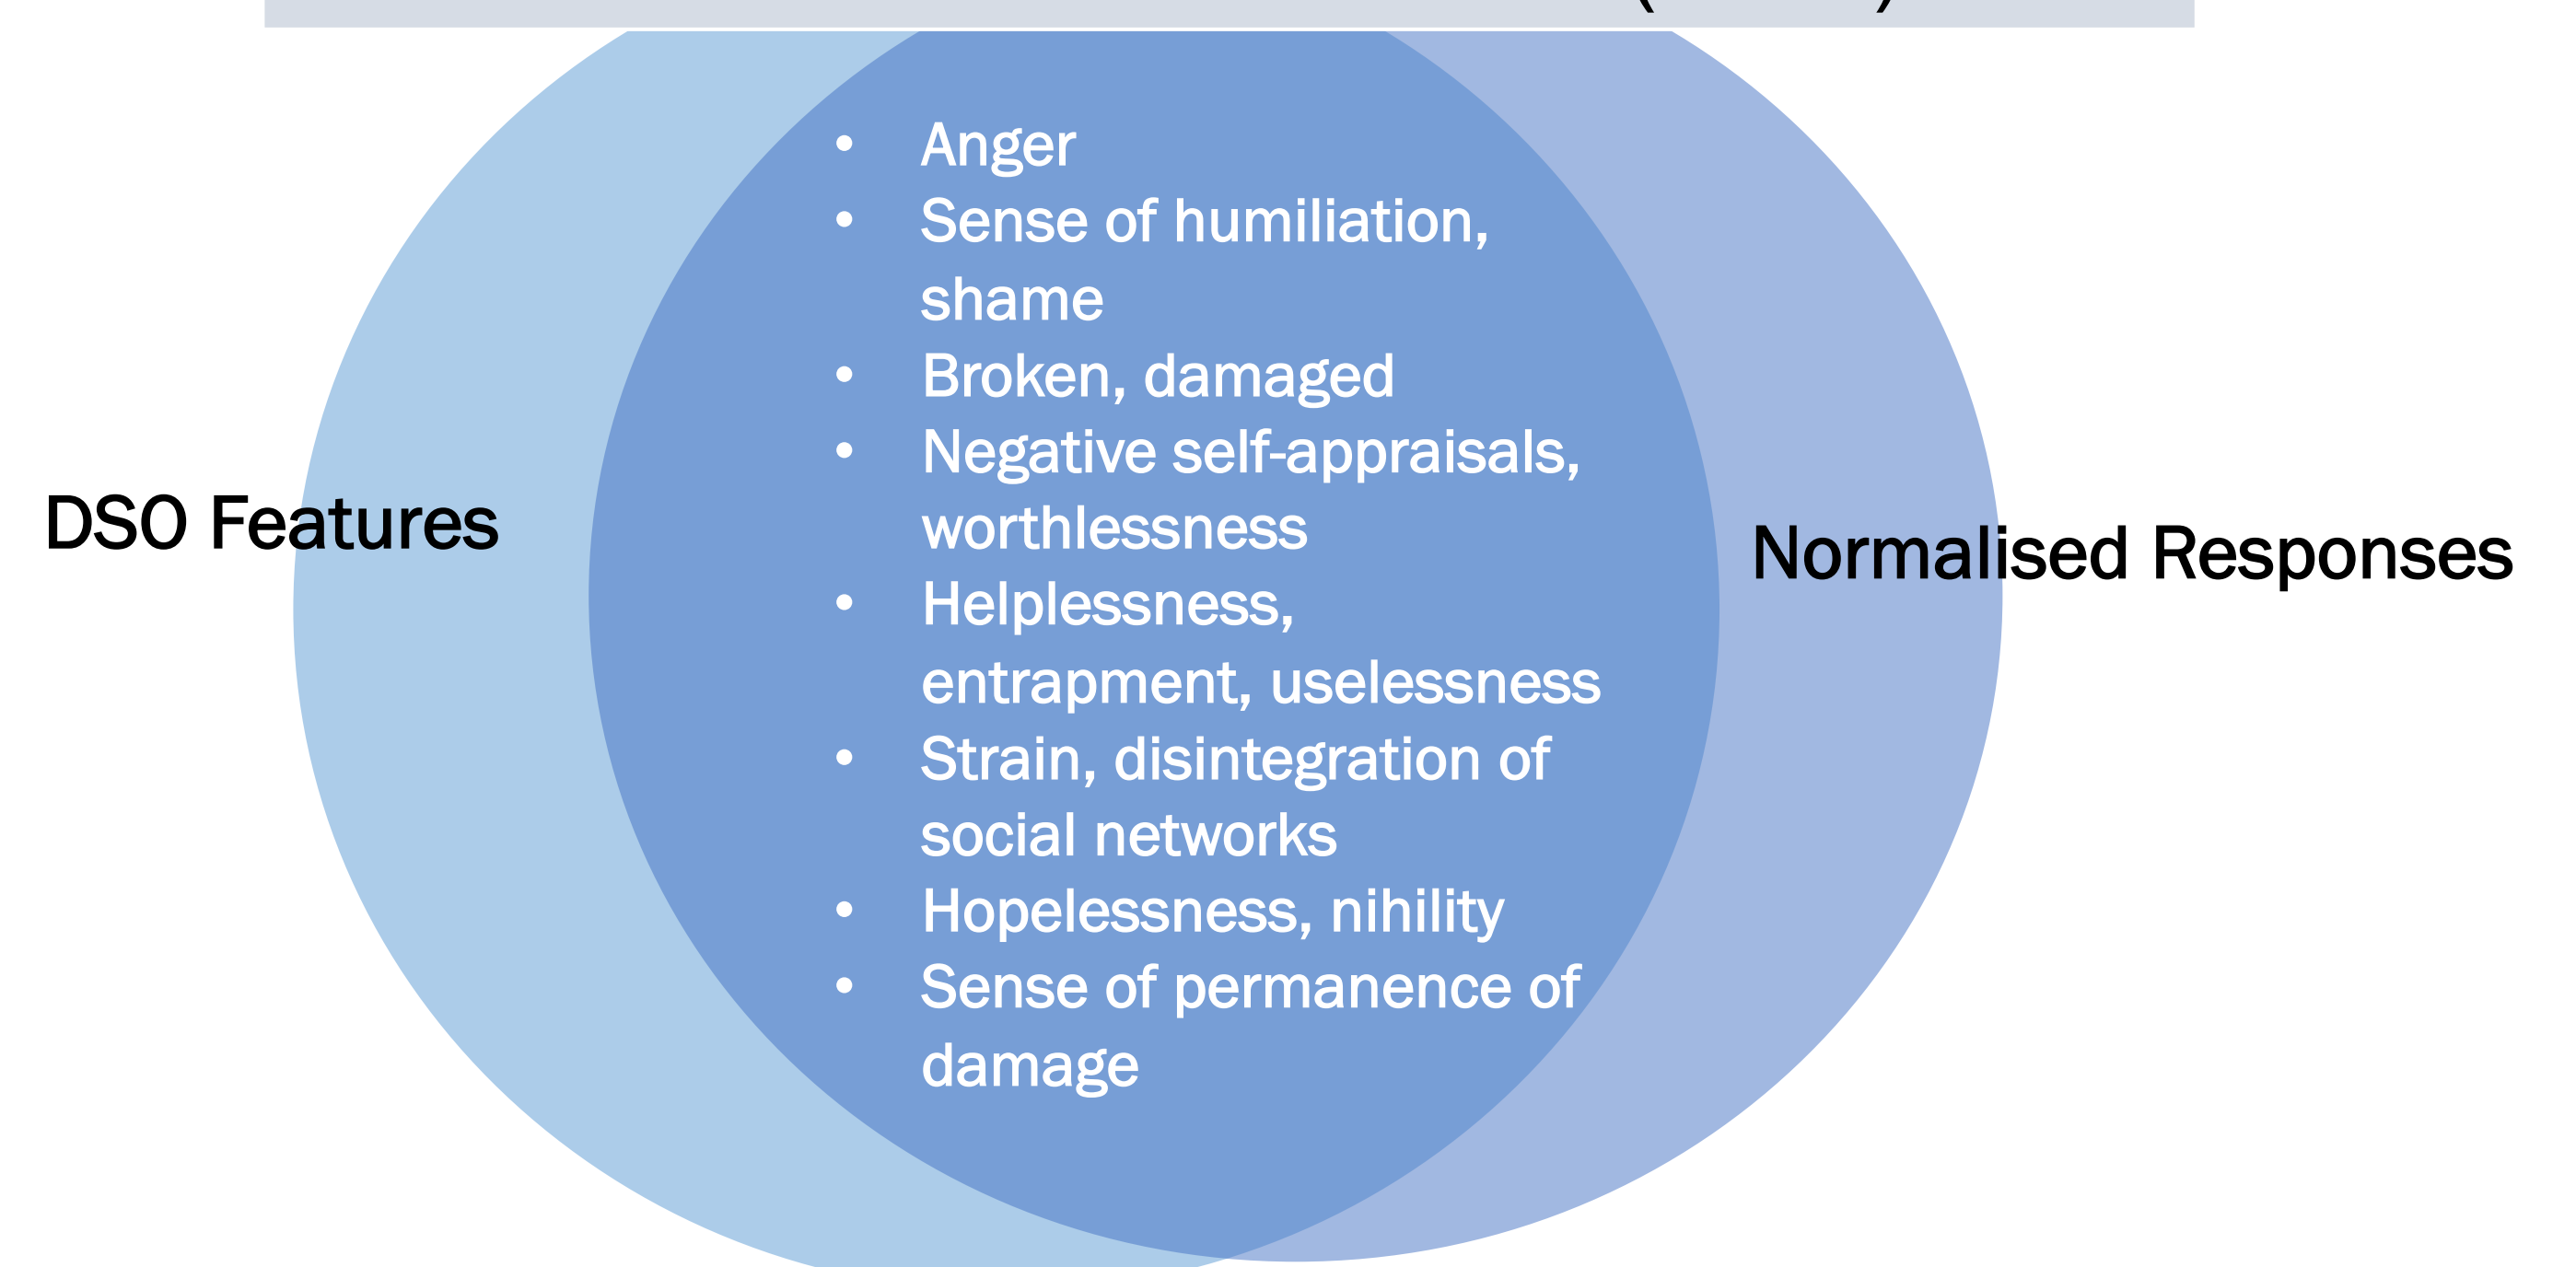 DSO Features
• Anger
• Sense of humiliation,
shame
• Broken, damaged
• Negative self-appraisals,
worthlessness
• Helplessness,
entrapment, uselessness
• Strain, disintegration of
social networks
• Hopelessness, nihility
• Sense of permanence of
damage
Normalised Responses